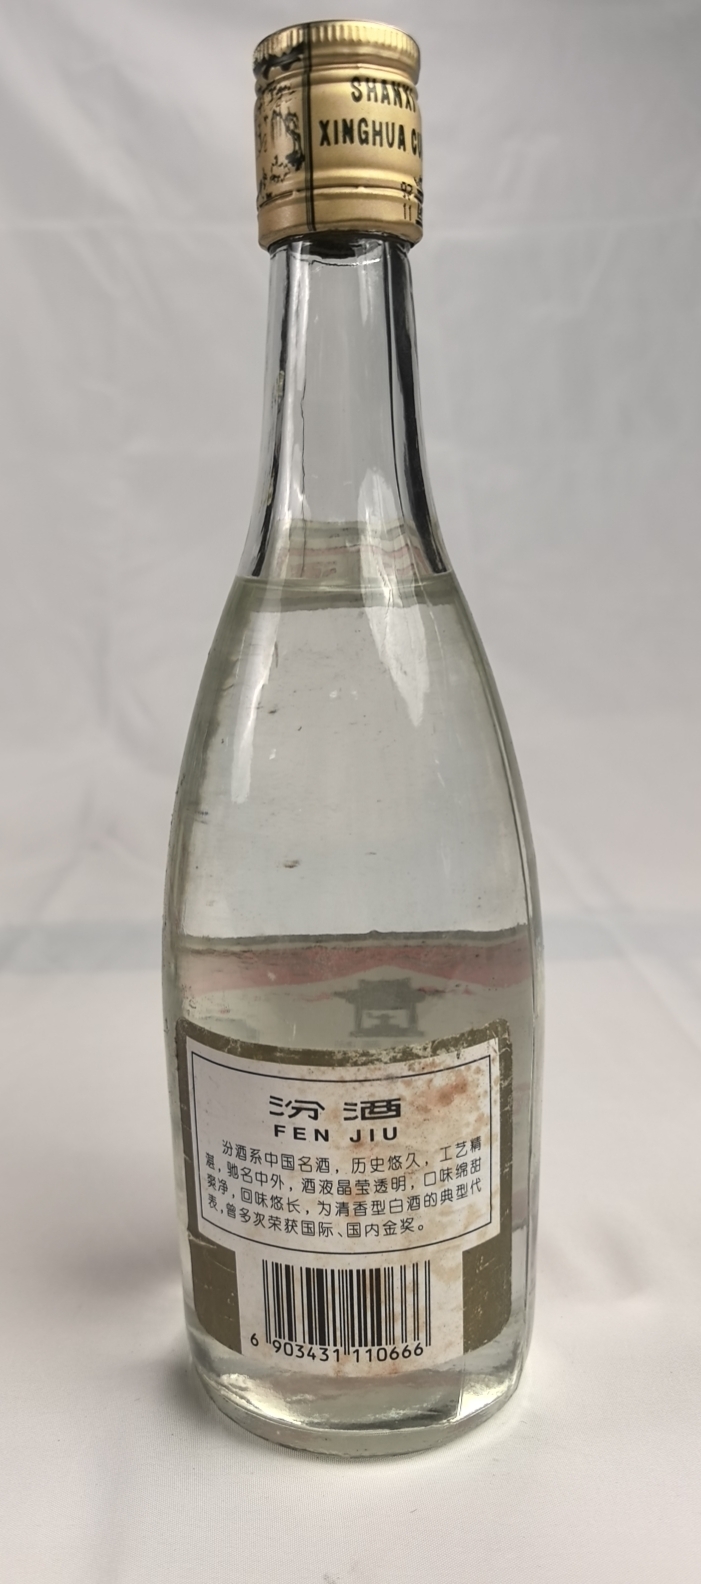 SHANXI
XINGHUA CU
97
11
汾酒
FEN JIU
汾酒系中国名酒，历史悠久，工艺精
湛，驰名中外，酒液晶莹透明，口味绵甜
爽净，回味悠长，为清香型白酒的典型代
表，曾多次荣获国际、国内金奖。
6 903431 110666